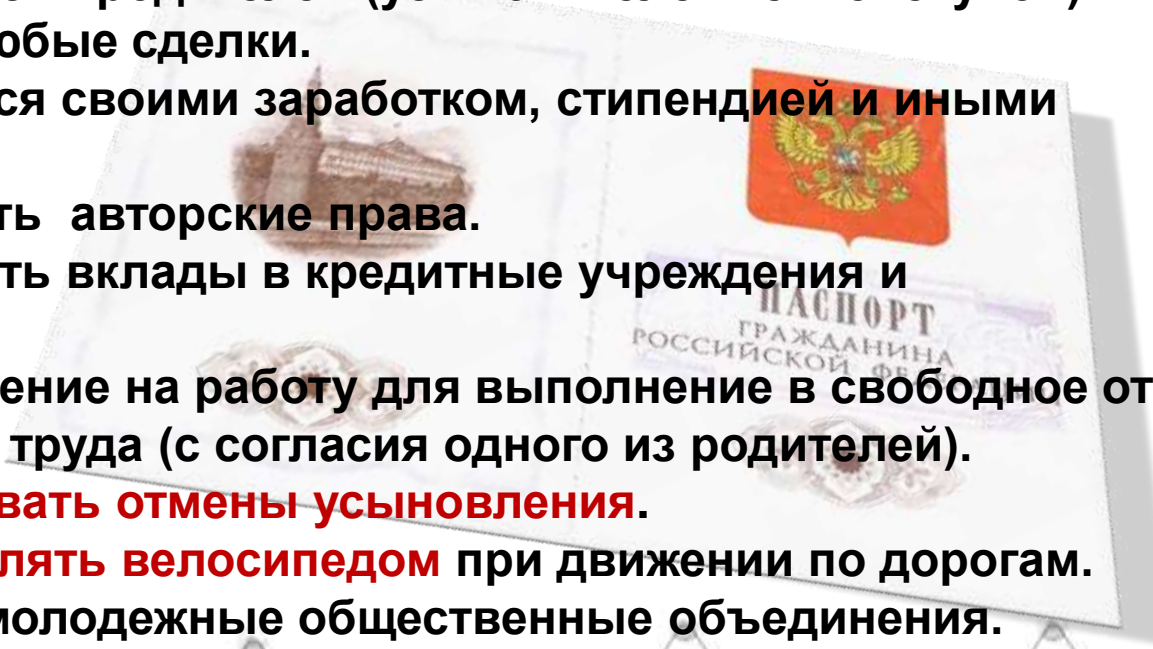 юбые сделки.
ся своими заработком, стипендией и иными
ть авторские права.
ть вклады в кредитные учреждения и
ПАСПОРТ
ГРАЖДАНИНА
РОССИЙСКОЙ ФЕДЕРАЦИИ
ение на работу для выполнение в свободное от
труда (с согласия одного из родителей).
вать отмены усыновления.
лять велосипедом при движении по дорогам.
молодежные общественные объединения.